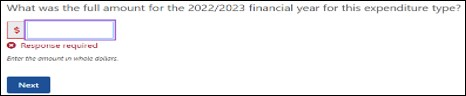 What was the full amount for the 2022/2023 financial year for this expenditure type?
$
Response required
Enter the amount in whole dollars.
Next